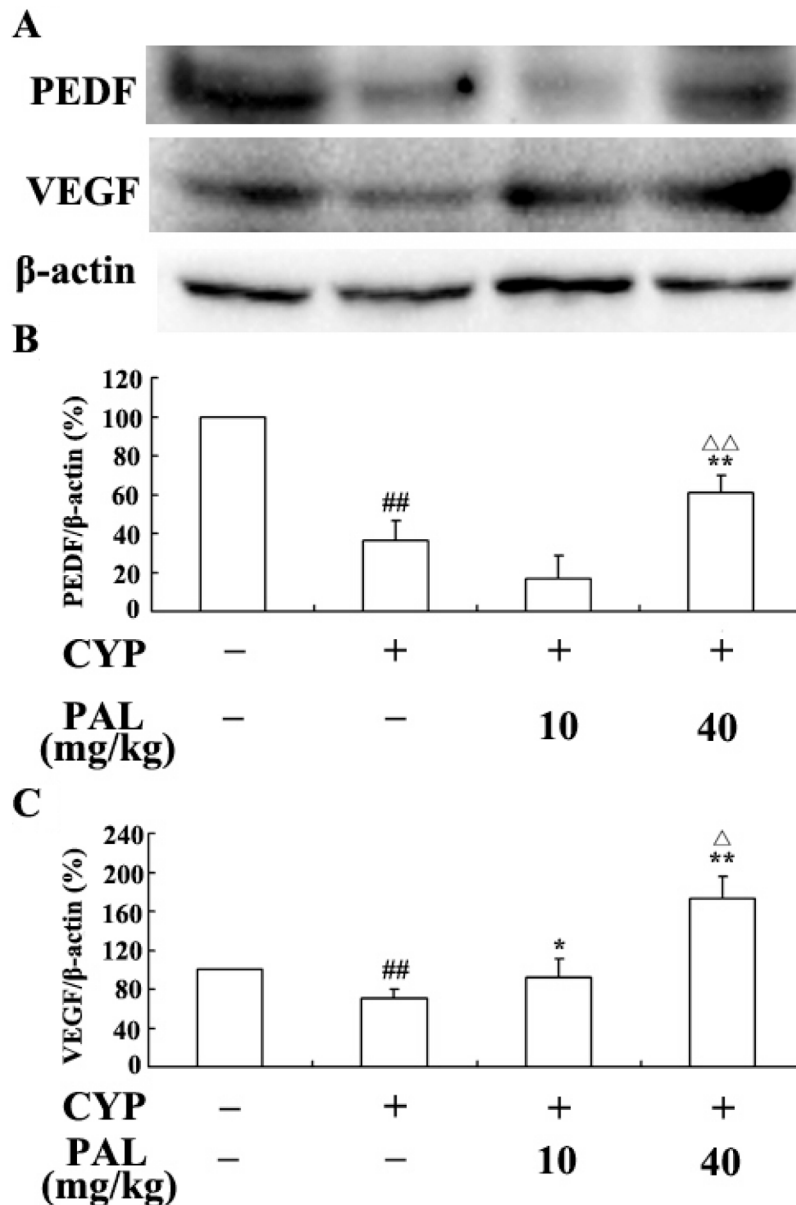 A
PEDF
VEGF
β-actin
B
PEDF/β-actin (%)
120
100
80
60
40
20
0
##
△△
**
CYP − + + +
PAL − − 10 40
(mg/kg)
C
VEGF/β-actin (%)
240
200
160
120
80
40
0
##
*
△
**
CYP − + + +
PAL − − 10 40
(mg/kg)